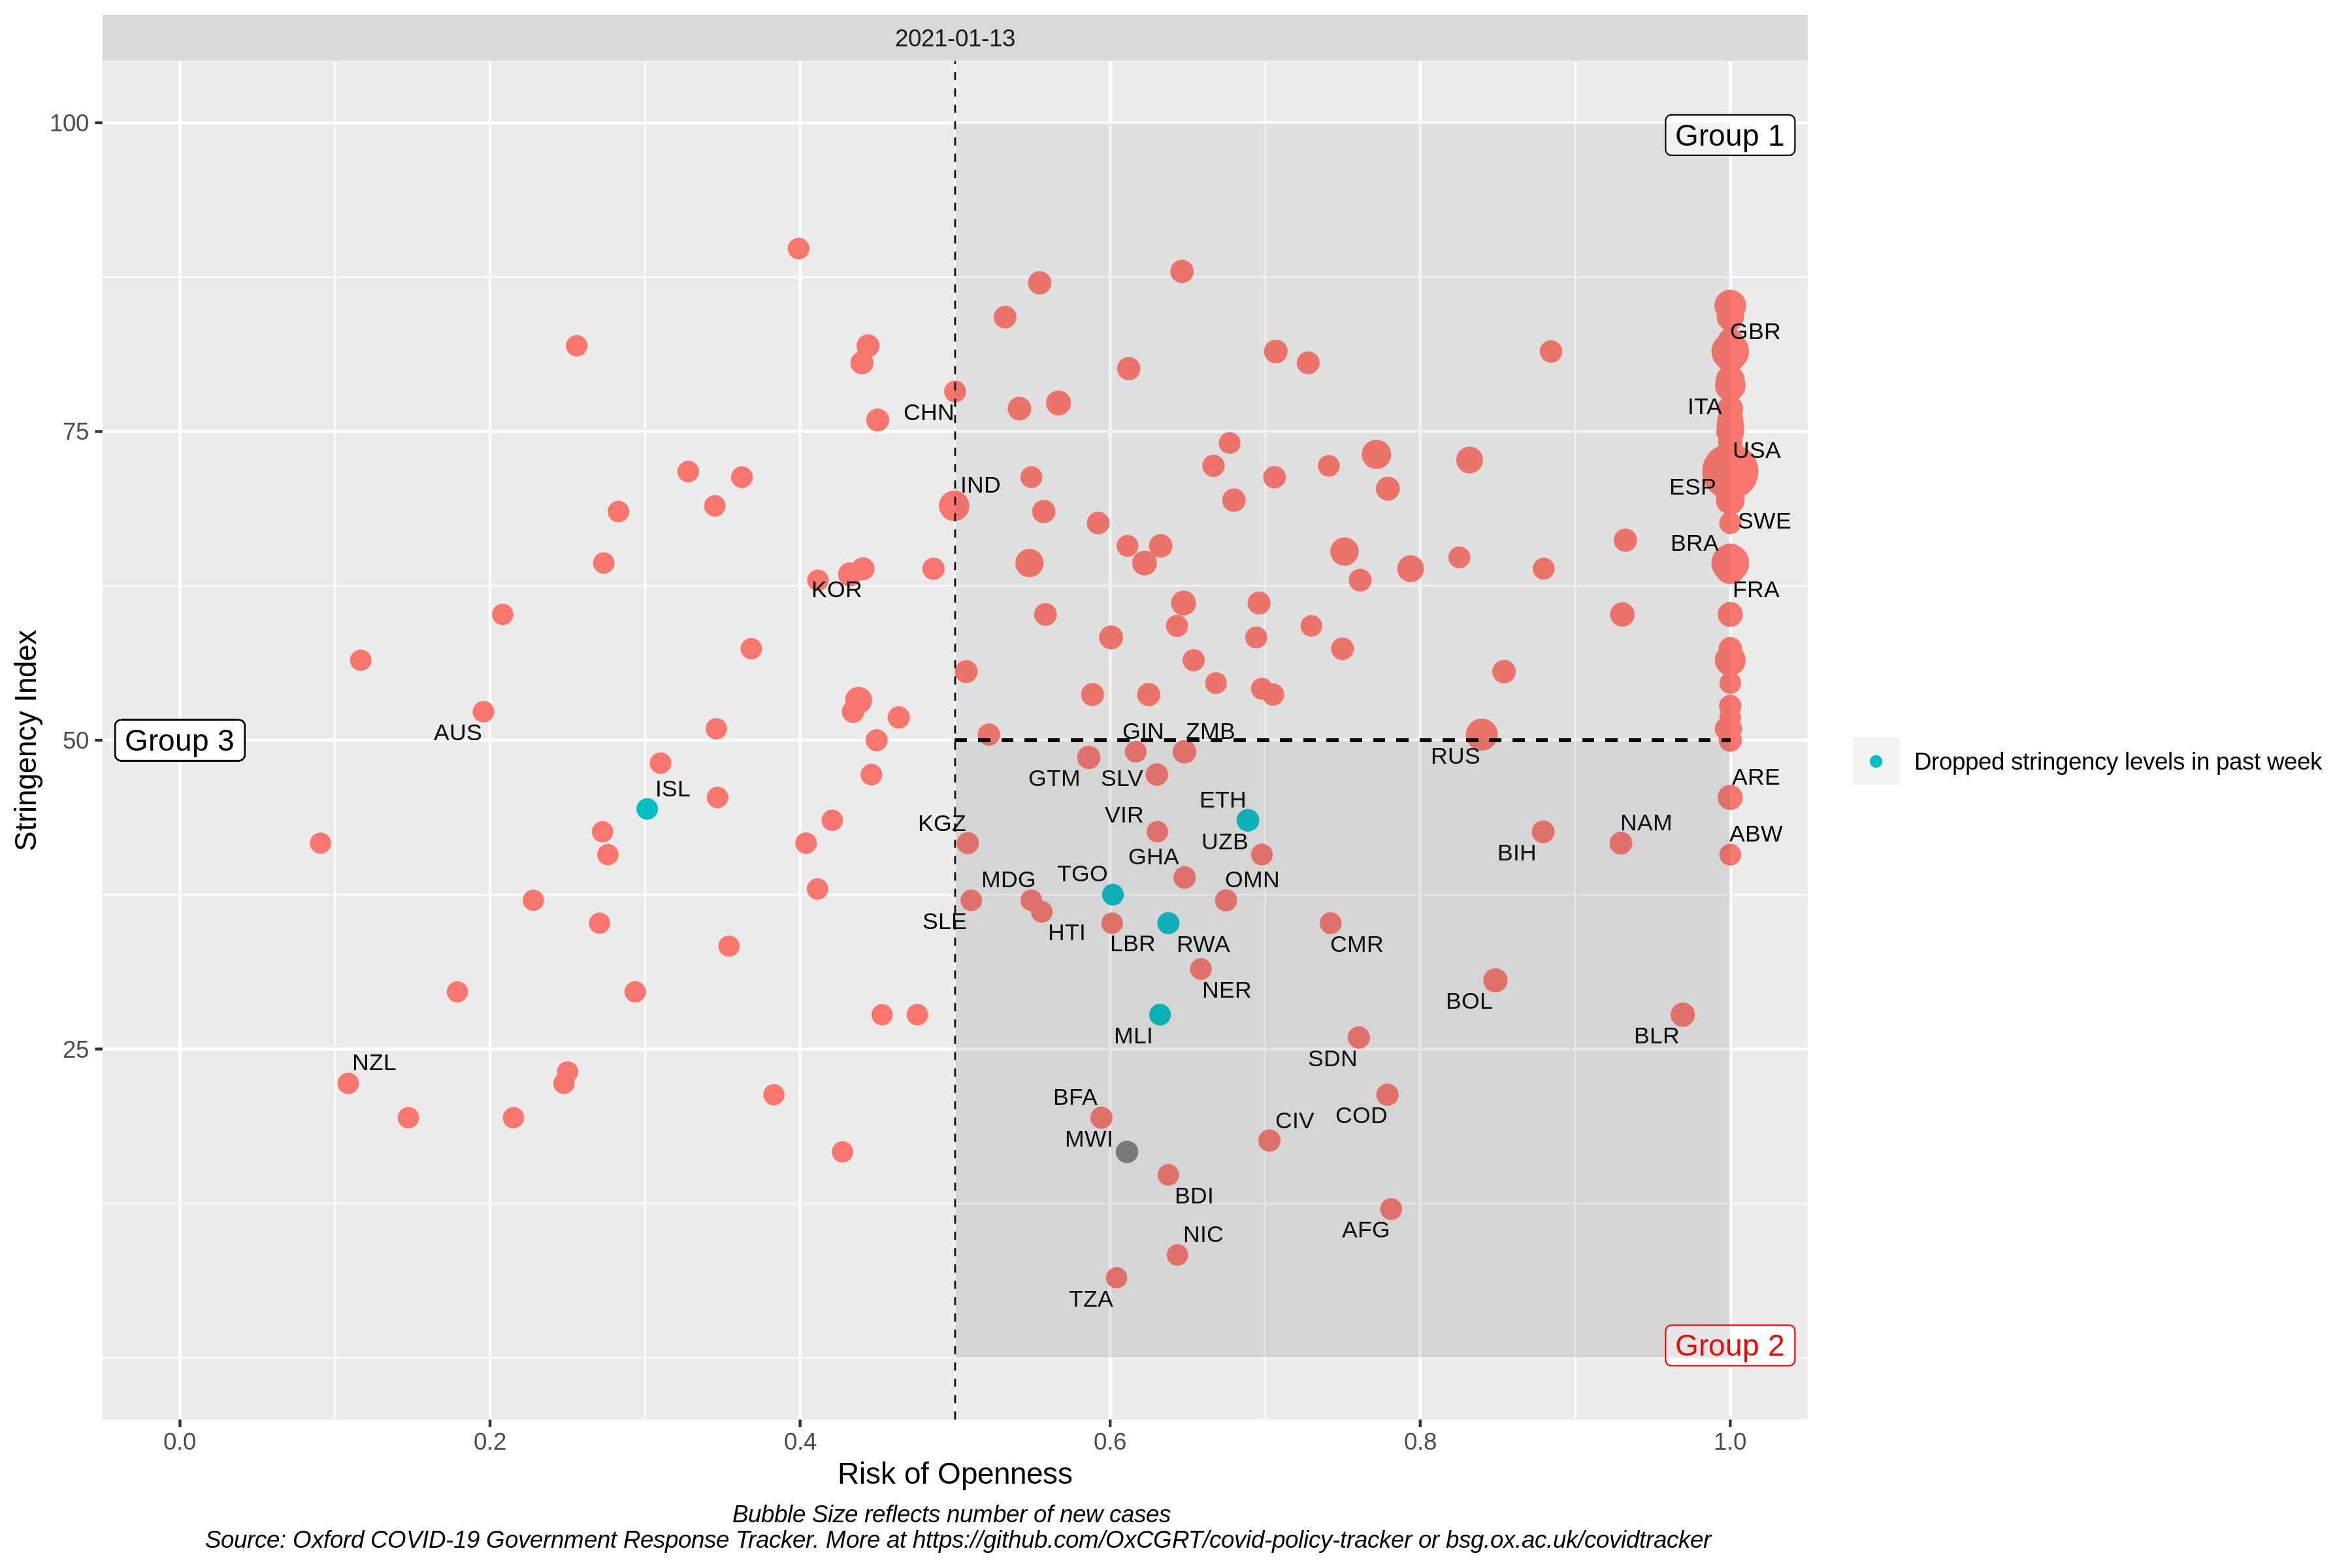 2021-01-13
100
Group 1
GBR
CHN
ITA
75
USA
IND
ESP
SWE
BRA
KOR
FRA
Stringency Index
AUS
GIN
ZMB
Group 3
50
RUS
Dropped stringency levels in past week
GTM
SLV
ARE
ISL
ETH
VIR
KGZ
NAM
UZB
ABW
GHA
BIH
TGO
MDG
OMN
SLE
HTI
LBR
RWA
CMR
NER
BOL
MLI
BLR
25
SDN
NZL
BFA
COD
CIV
MWI
BDI
AFG
NIC
TZA
Group 2
0.0
0.2
0.4
0.6
0.8
1.0
Risk of Openness
Bubble Size reflects number of new cases
Source: Oxford COVID-19 Government Response Tracker. More at https://github.com/OxCGRT/covid-policy-tracker or bsg.ox.ac.uk/covidtracker